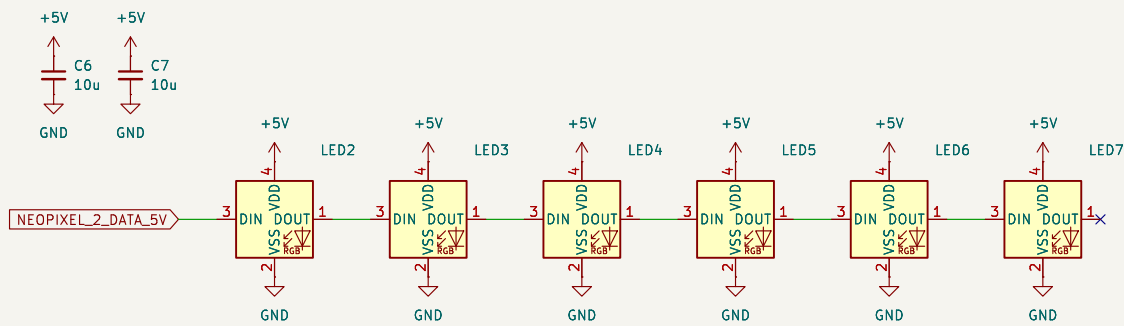 +5V +5V
C6 C7
10u 10u
GND GND
+5V +5V +5V +5V +5V +5V
LED2 LED3 LED4 LED5 LED6 LED7
4 4 4 4 4 4
VDD VDD VDD VDD VDD VDD
NEOPIXEL_2_DATA_5V 3 DIN DOUT 1 3 DIN DOUT 1 3 DIN DOUT 1 3 DIN DOUT 1 3 DIN DOUT 1 3 DIN DOUT 1
VSS VSS VSS VSS VSS VSS
RGB RGB RGB RGB RGB RGB
2 2 2 2 2 2
GND GND GND GND GND GND